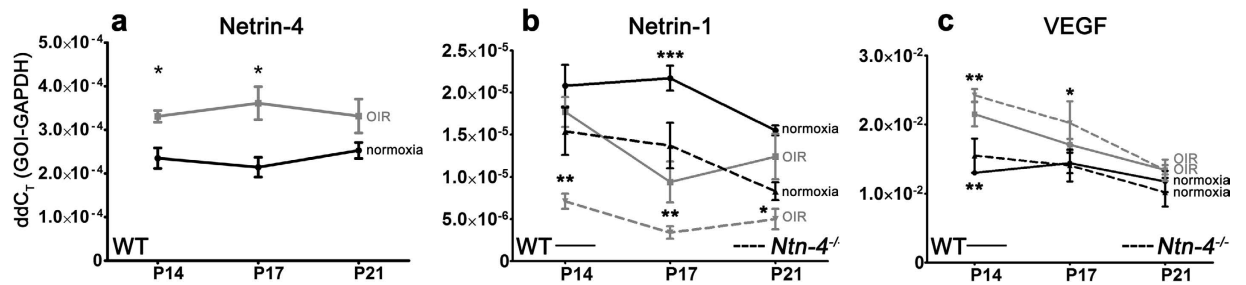 a Netrin-4
ddC_T (GOI-GAPDH)
5.0×10⁻⁴
4.0×10⁻⁴
3.0×10⁻⁴
2.0×10⁻⁴
1.0×10⁻⁴
0
* *
OIR
normoxia
WT
P14 P17 P21
b Netrin-1
2.5×10⁻⁵
2.0×10⁻⁵
1.5×10⁻⁵
1.0×10⁻⁵
5.0×10⁻⁶
0
***
normoxia
OIR
normoxia
** ** *
OIR
WT Ntn-4⁻/⁻
P14 P17 P21
c VEGF
3.0×10⁻²
2.0×10⁻²
1.0×10⁻²
0
** *
OIR
OIR
normoxia
normoxia
**
WT Ntn-4⁻/⁻
P14 P17 P21